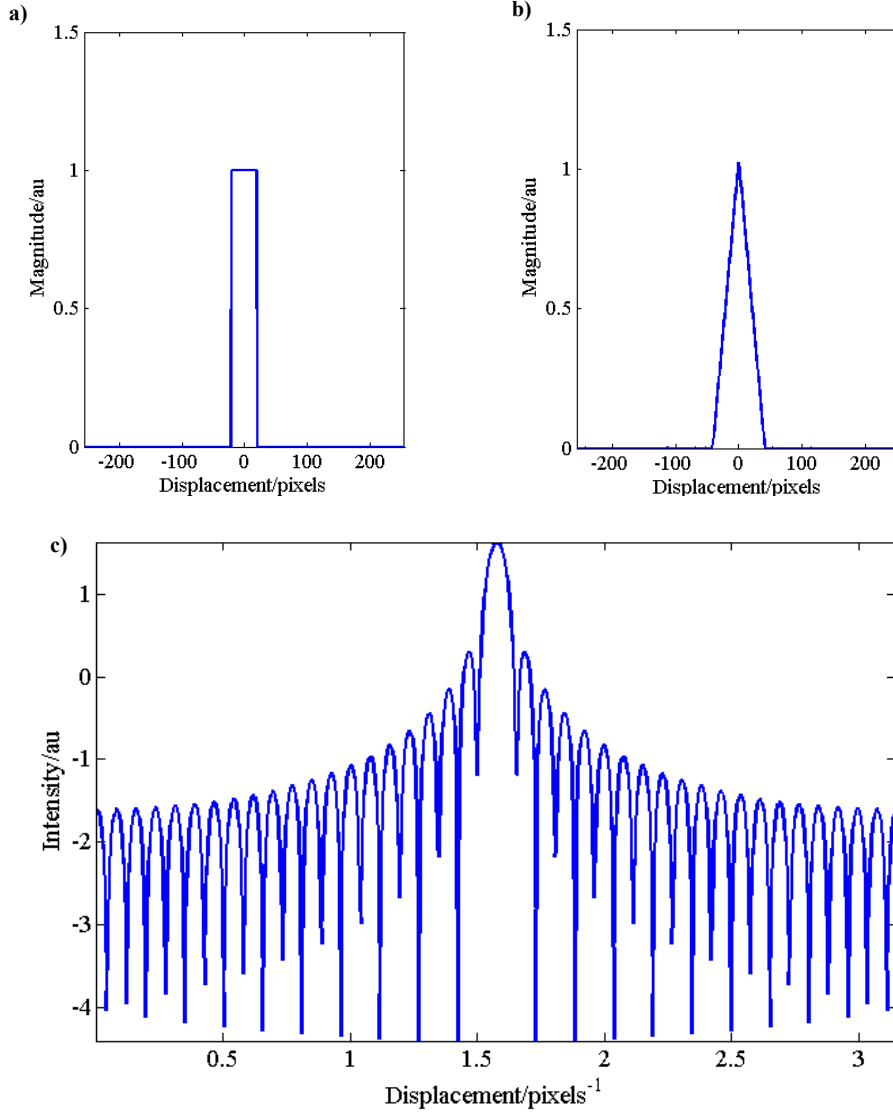 a)
1.5
1
0.5
0
Magnitude/au
-200 -100 0 100 200
Displacement/pixels
b)
1.5
1
0.5
0
Magnitude/au
-200 -100 0 100 200
Displacement/pixels
c)
1
0
-1
-2
-3
-4
Intensity/au
0.5 1 1.5 2 2.5 3
Displacement/pixels⁻¹